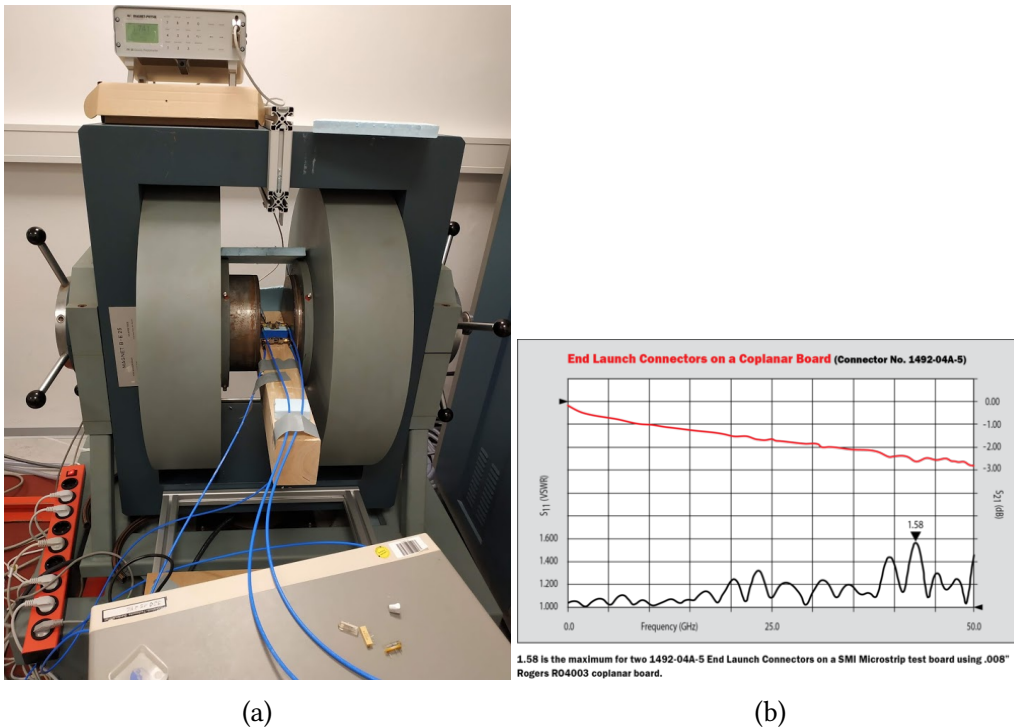 MAGNET B-E 25
(a)
End Launch Connectors on a Coplanar Board (Connector No. 1492-04A-5)
0.00
-1.00
-2.00
-3.00
S11 (VSWR)
S21 (dB)
1.58
1.600
1.400
1.200
1.000
0.0
Frequency (GHz)
25.0
50.0
1.58 is the maximum for two 1492-04A-5 End Launch Connectors on a SMI Microstrip test board using .008"
Rogers RO4003 coplanar board.
(b)